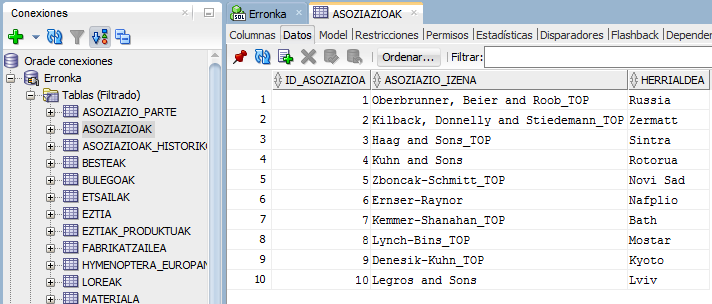 Conexiones
Oracle conexiones
Erronka
Tablas (Filtrado)
ASOZIAZIO_PARTE
ASOZIAZIOAK
ASOZIAZIOAK_HISTORIK
BESTEAK
BULEGOAK
ETSAILAK
EZTIA
EZTIAK_PRODUKTUAK
FABRIKATZAILEA
HYMENOPTERA_EUROPAN
LOREAK
MATERIALA
Erronka ASOZIAZIOAK
Columnas Datos Model Restricciones Permisos Estadísticas Disparadores Flashback Dependen
Ordenar... Filtrar:
ID_ASOZIAZIOA ASOZIAZIO_IZENA HERRIALDEA
1 1 Oberbrunner, Beier and Roob_TOP Russia
2 2 Kilback, Donnelly and Stiedemann_TOP Zermatt
3 3 Haag and Sons_TOP Sintra
4 4 Kuhn and Sons Rotorua
5 5 Zboncak-Schmitt_TOP Novi Sad
6 6 Ernser-Raynor Nafplio
7 7 Kemmer-Shanahan_TOP Bath
8 8 Lynch-Bins_TOP Mostar
9 9 Denesik-Kuhn_TOP Kyoto
10 10 Legros and Sons Lviv